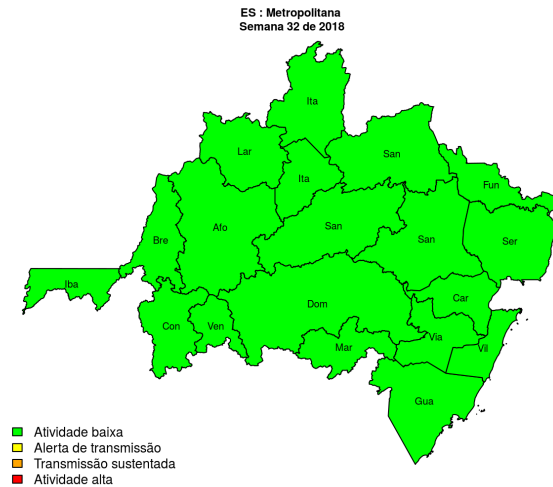 ES : Metropolitana
Semana 32 de 2018
Ita
Lar
San
Ita
Fun
Afo
San
Bre
San
Ser
Iba
Car
Dom
Con
Ven
Via
Mar
Vil
Gua
Atividade baixa
Alerta de transmissão
Transmissão sustentada
Atividade alta